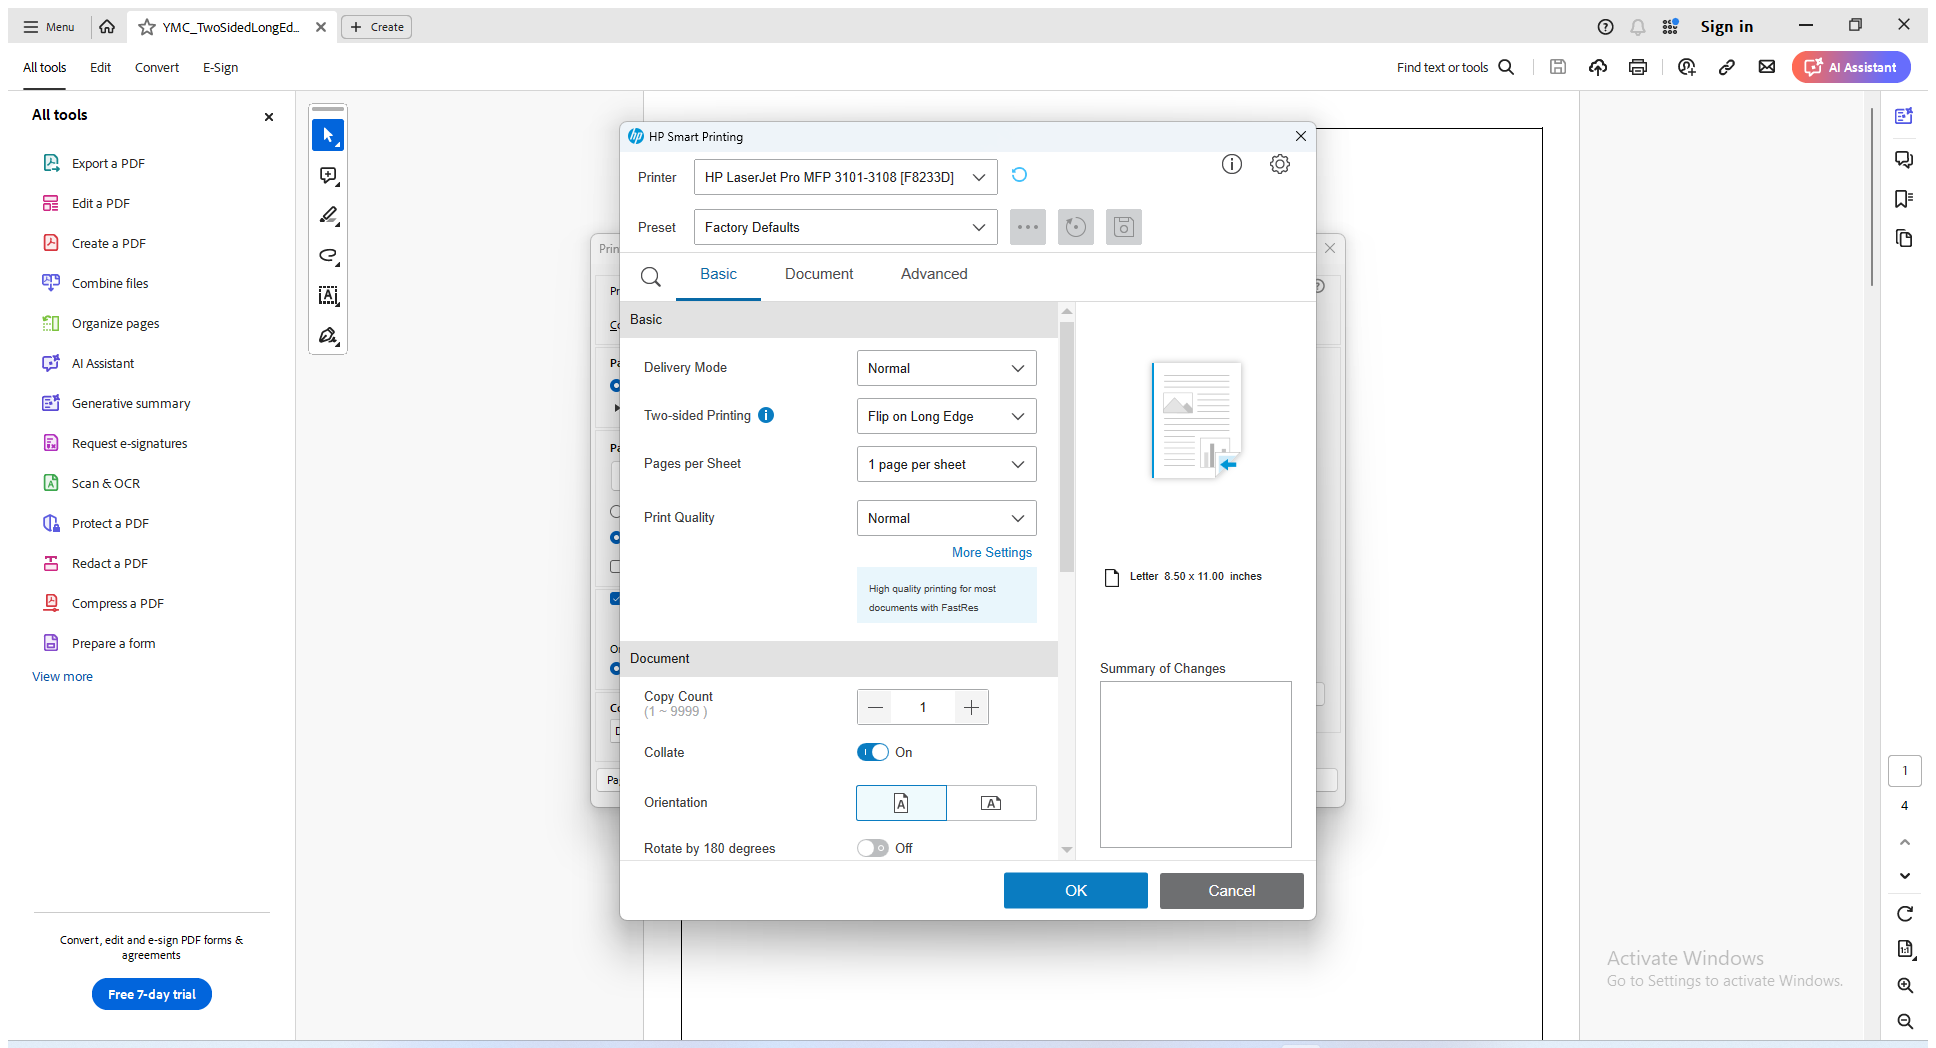 Menu
YMC_TwoSidedLongEd...
Create
Sign in
All tools
Edit
Convert
E-Sign
Find text or tools
AI Assistant
All tools
Export a PDF
Edit a PDF
Create a PDF
Combine files
Organize pages
AI Assistant
Generative summary
Request e-signatures
Scan & OCR
Protect a PDF
Redact a PDF
Compress a PDF
Prepare a form
View more
Convert, edit and e-sign PDF forms &
agreements
Free 7-day trial
HP Smart Printing
Printer
HP LaserJet Pro MFP 3101-3108 [F8233D]
Preset
Factory Defaults
Basic
Document
Advanced
Basic
Delivery Mode
Normal
Two-sided Printing
Flip on Long Edge
Pages per Sheet
1 page per sheet
Print Quality
Normal
More Settings
High quality printing for most
documents with FastRes
Document
Copy Count
(1 ~ 9999 )
1
Collate
On
Orientation
Rotate by 180 degrees
Off
Letter 8.50 x 11.00 inches
Summary of Changes
OK
Cancel
1
4
Activate Windows
Go to Settings to activate Windows.